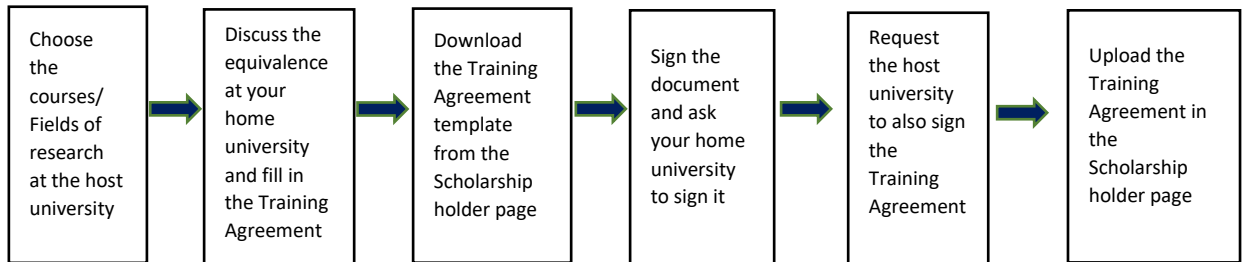 Choose
the
courses/
Fields of
research
at the host
university
Discuss the
equivalence
at your
home
university
and fill in
the Training
Agreement
Download
the Training
Agreement
template
from the
Scholarship
holder page
Sign the
document
and ask
your home
university
to sign it
Request
the host
university
to also sign
the
Training
Agreement
Upload the
Training
Agreement in
the
Scholarship
holder page